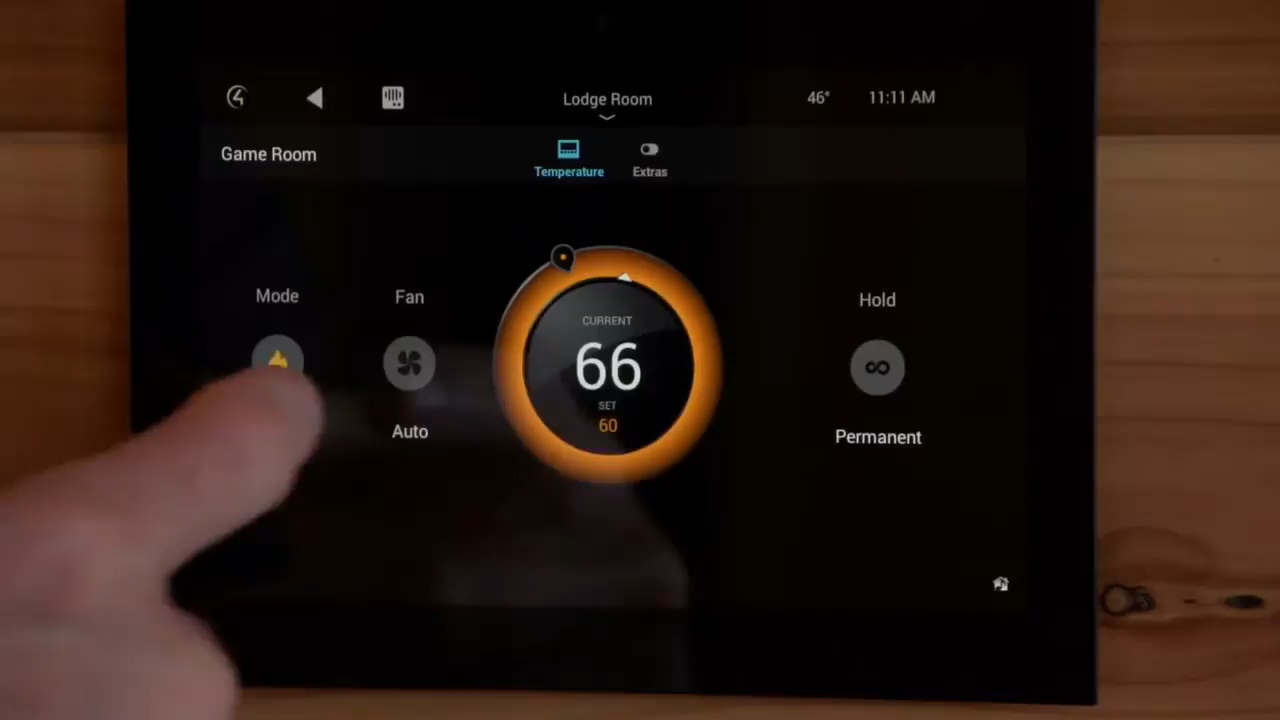 Lodge Room
46°
11:11 AM
Game Room
Temperature
Extras
Mode
Fan
Auto
CURRENT
66
SET
60
Hold
Permanent